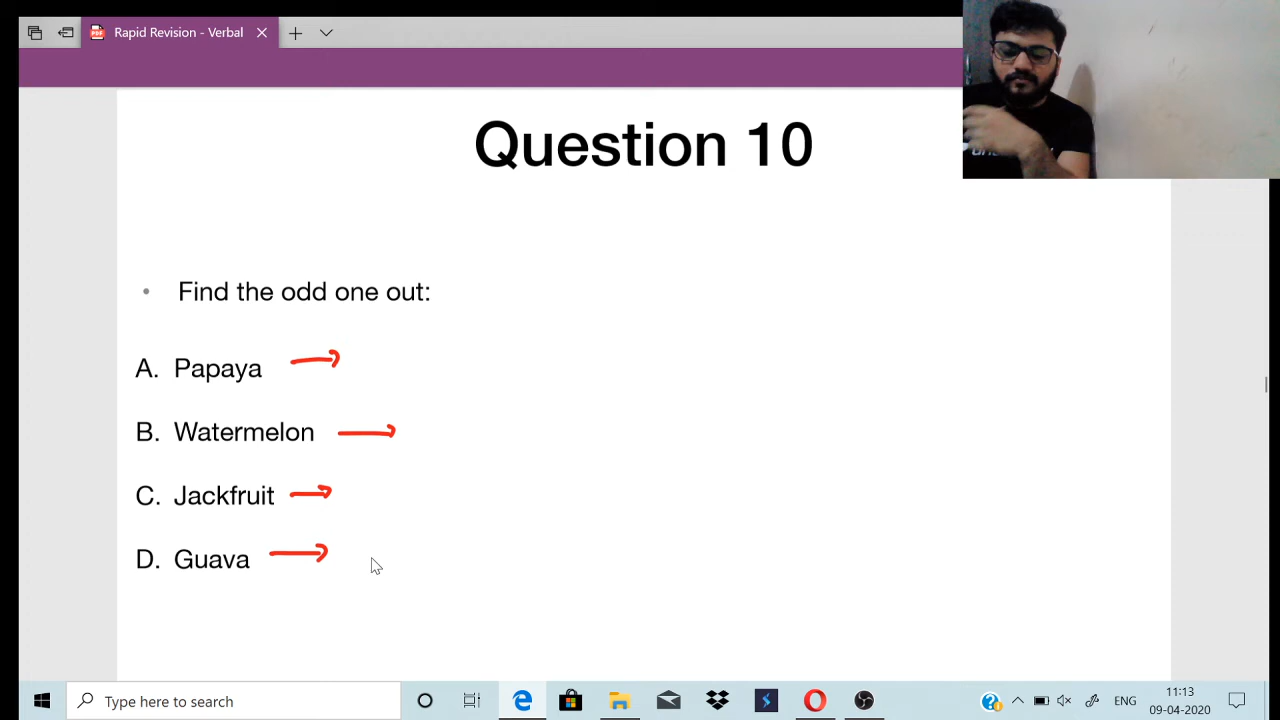 Rapid Revision - Verbal
Question 10
• Find the odd one out:
A. Papaya
B. Watermelon
C. Jackfruit
D. Guava
Type here to search
ENG
11:13
09-04-2020